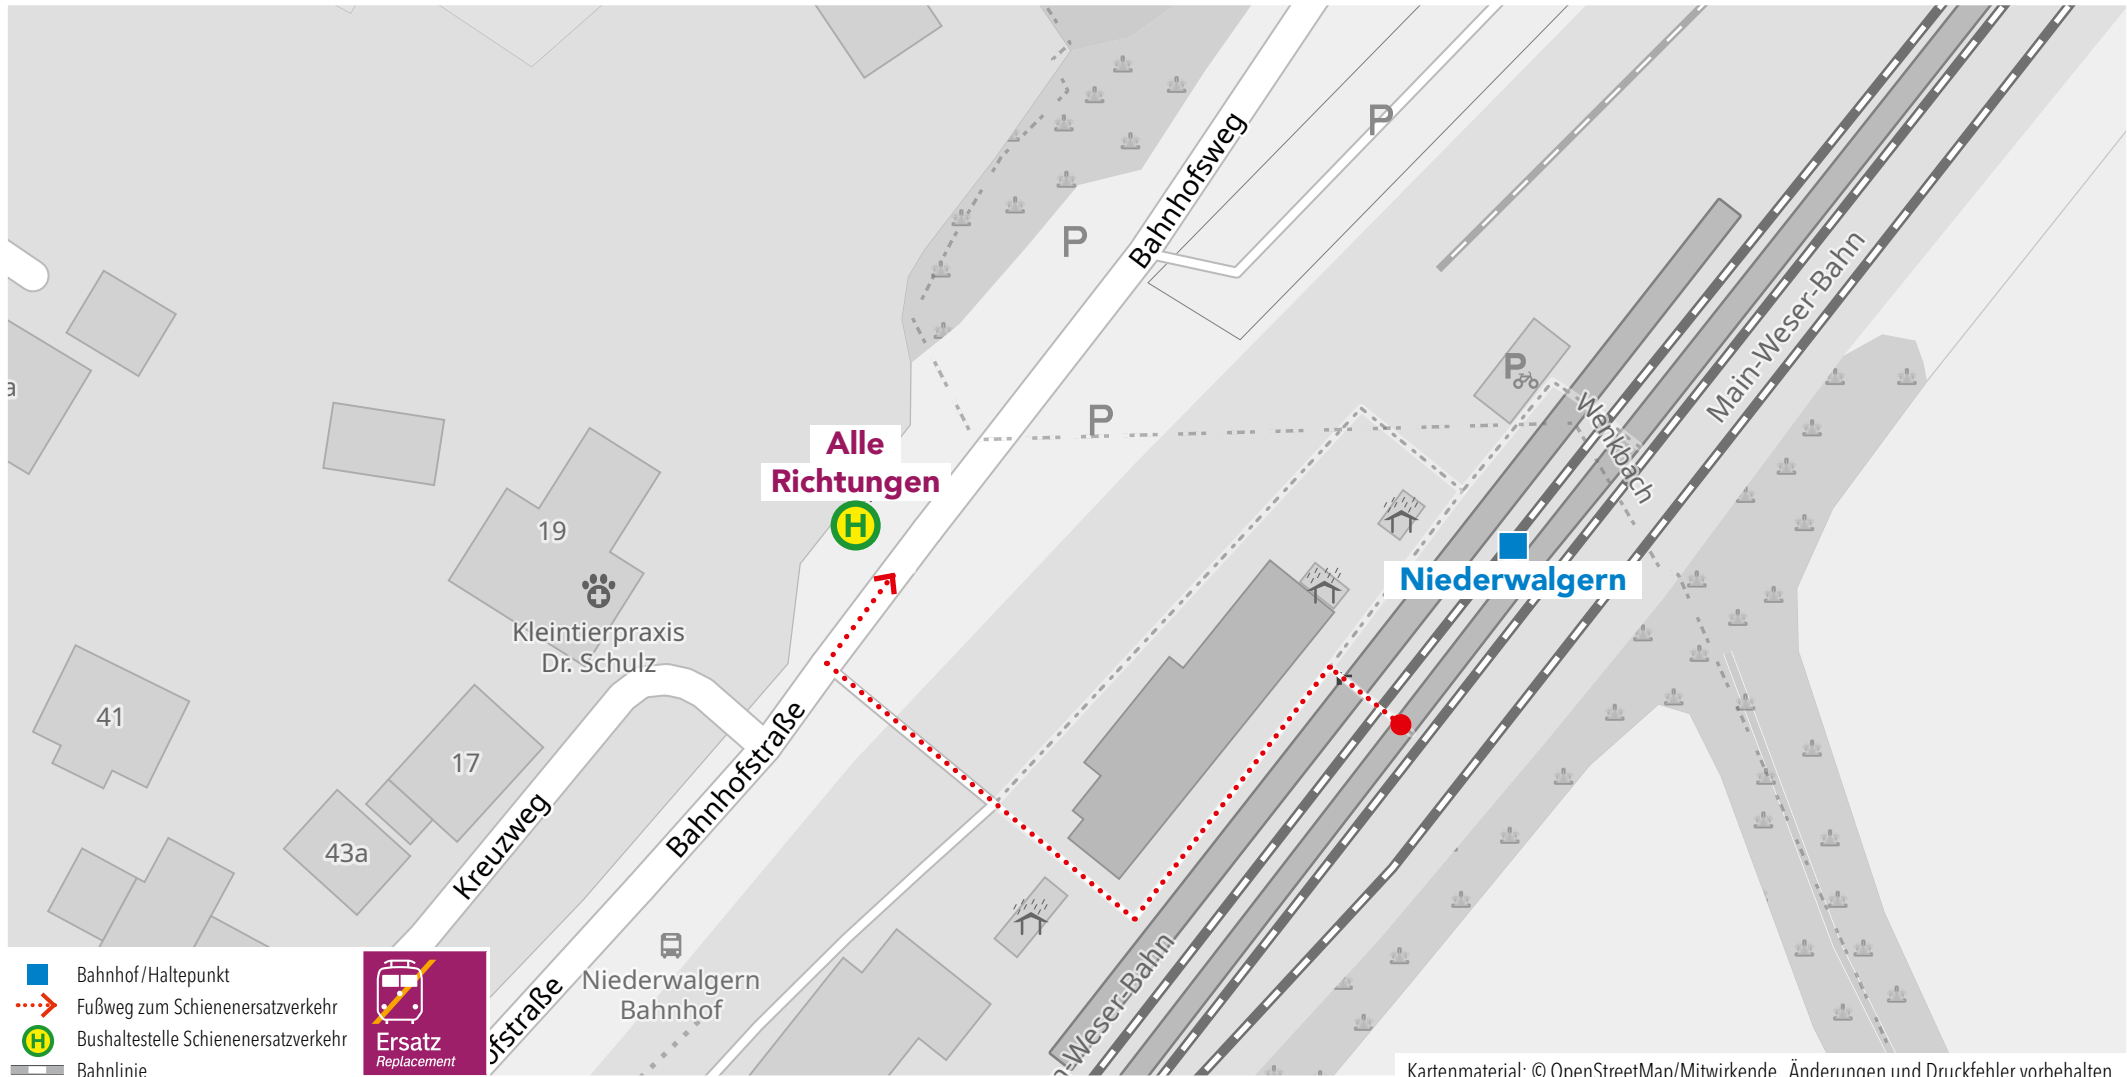 Bahnhofsweg
P
P
P
P
a
Main-Weser-Bahn
Wenkbach
Alle
Richtungen
H
19
Niederwalgern
Kleintierpraxis
Dr. Schulz
41
17
43a
Kreuzweg
Bahnhofstraße
Niederwalgern
Bahnhof
ofstraße
n-Weser-Bahn
Bahnhof/Haltepunkt
Fußweg zum Schienenersatzverkehr
H
Bushaltestelle Schienenersatzverkehr
Bahnlinie
Ersatz
Replacement
Kartenmaterial: © OpenStreetMap/Mitwirkende, Änderungen und Druckfehler vorbehalten